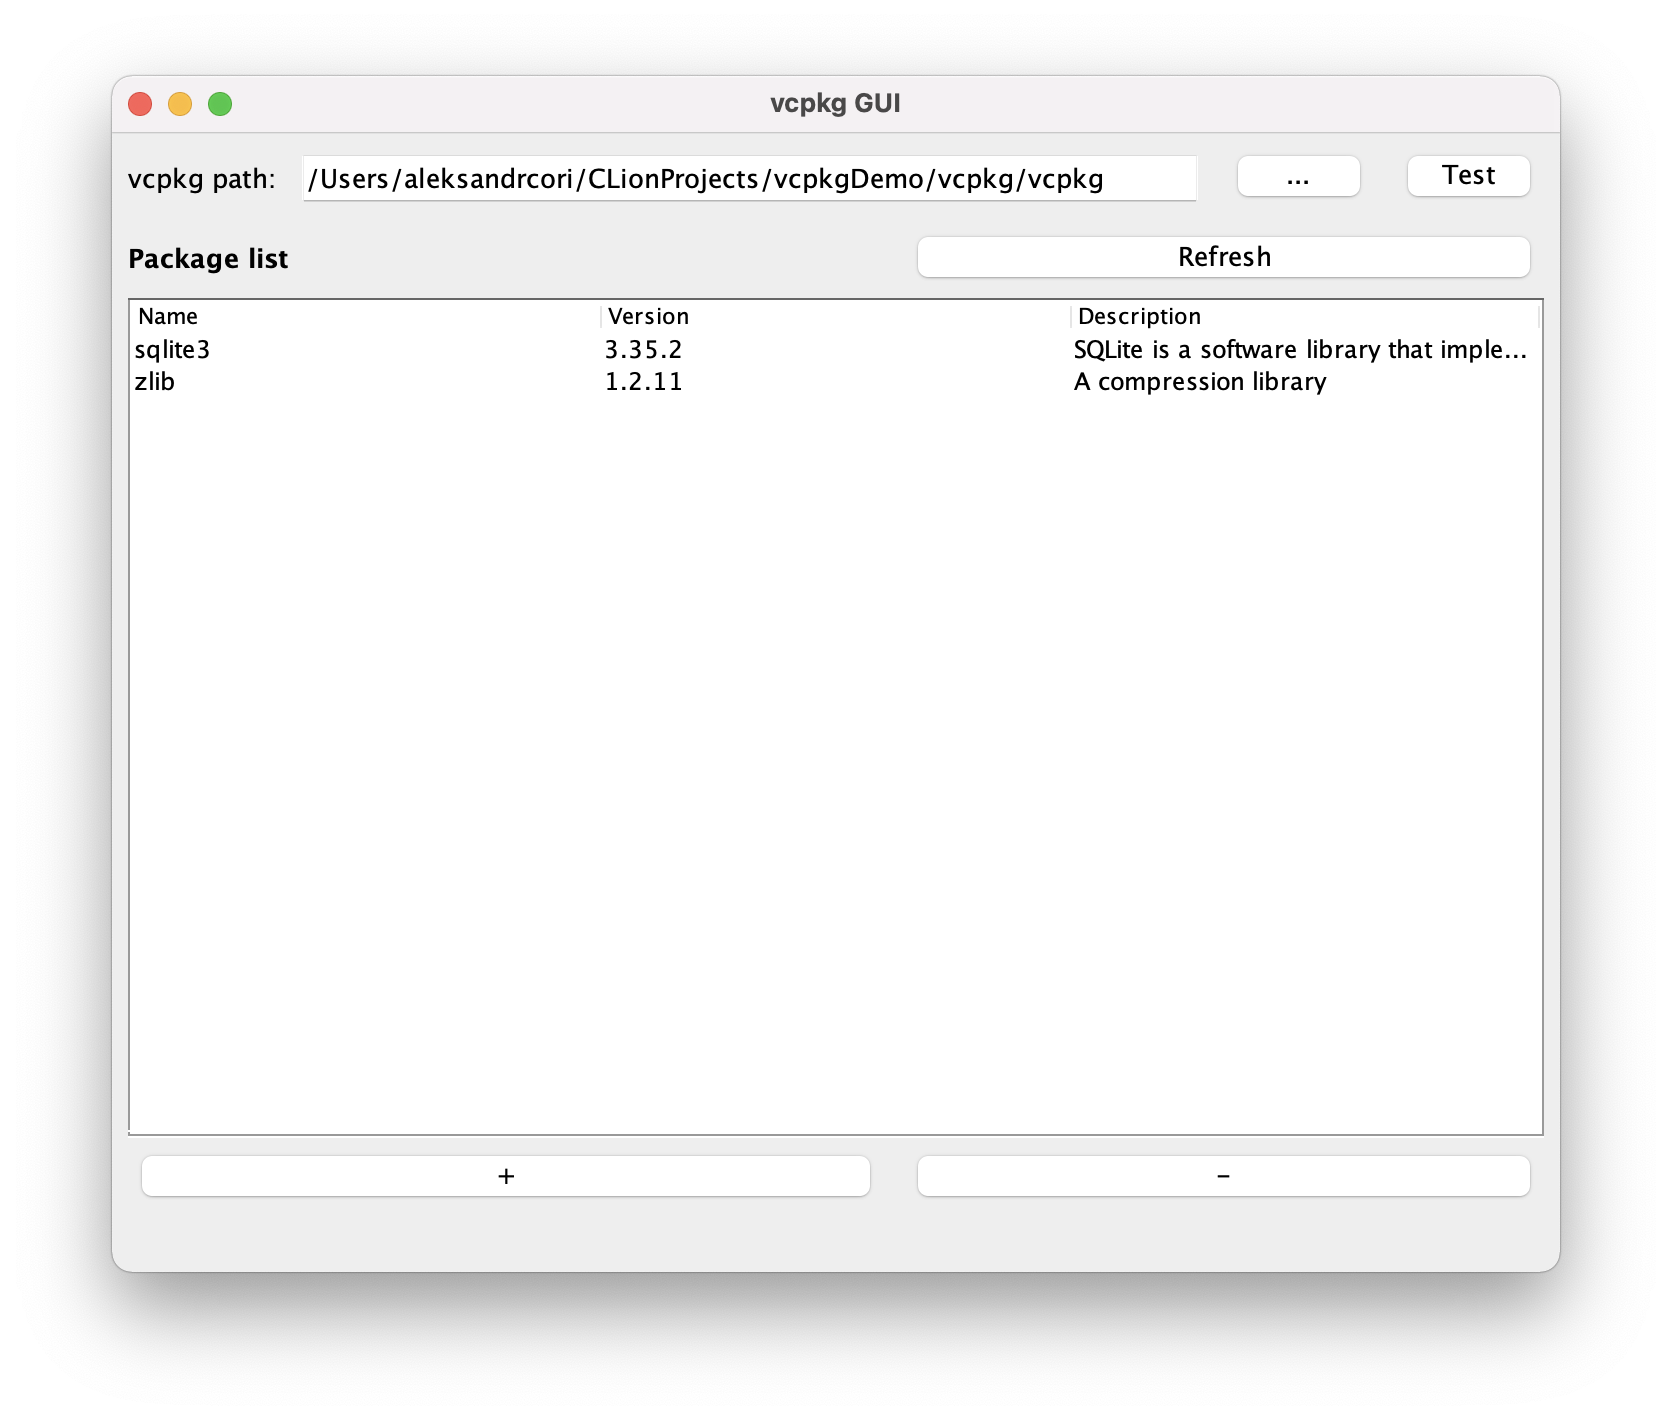 vcpkg GUI
vcpkg path: /Users/aleksandrcori/CLionProjects/vcpkgDemo/vcpkg/vcpkg ... Test
Package list Refresh
Name Version Description
sqlite3 3.35.2 SQLite is a software library that imple...
zlib 1.2.11 A compression library
+ -